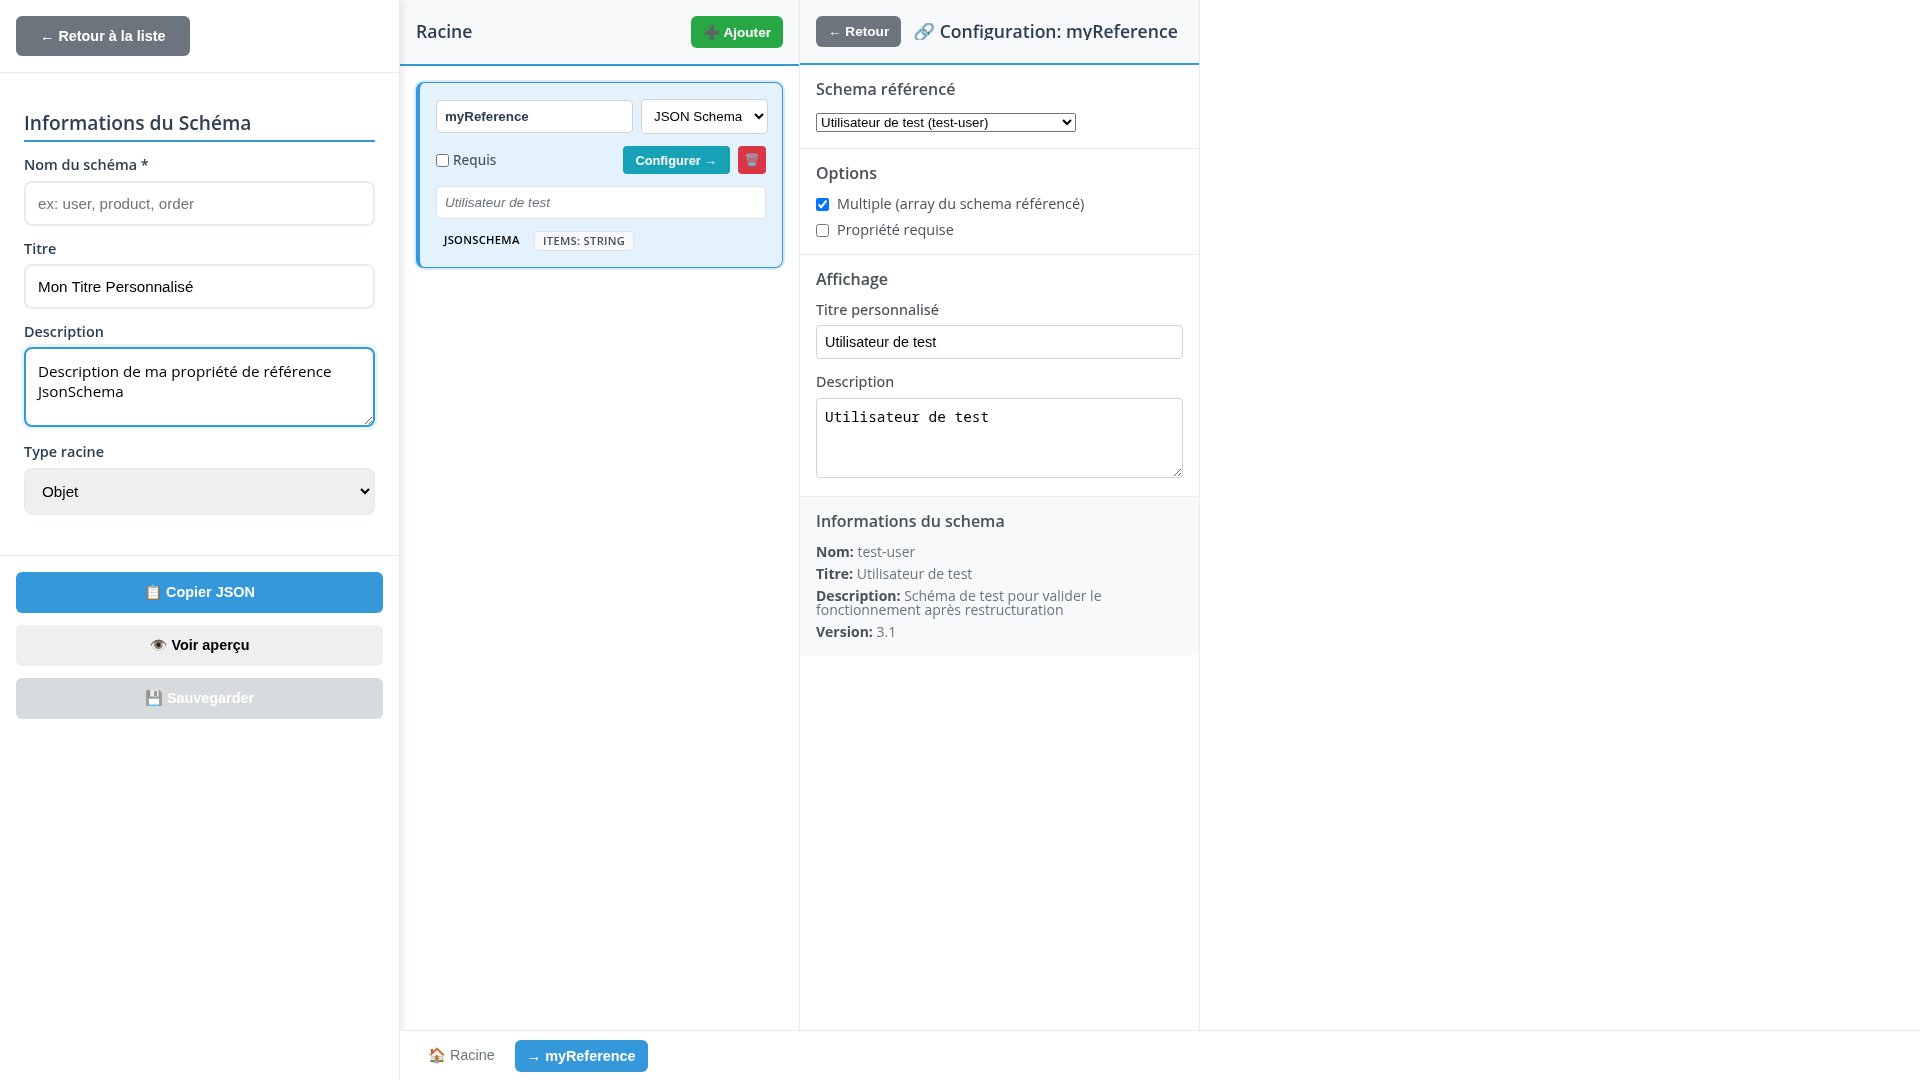 ← Retour à la liste
Informations du Schéma
Nom du schéma *
ex: user, product, order
Titre
Mon Titre Personnalisé
Description
Description de ma propriété de référence
JsonSchema
Type racine
Objet
📋 Copier JSON
👁️ Voir aperçu
💾 Sauvegarder
Racine
➕ Ajouter
myReference
JSON Schema
Requis
Configurer →
🗑️
Utilisateur de test
JSONSCHEMA
ITEMS: STRING
← Retour
🔗 Configuration: myReference
Schema référencé
Utilisateur de test (test-user)
Options
Multiple (array du schema référencé)
Propriété requise
Affichage
Titre personnalisé
Utilisateur de test
Description
Utilisateur de test
Informations du schema
Nom: test-user
Titre: Utilisateur de test
Description: Schéma de test pour valider le
fonctionnement après restructuration
Version: 3.1
🏠 Racine
→ myReference